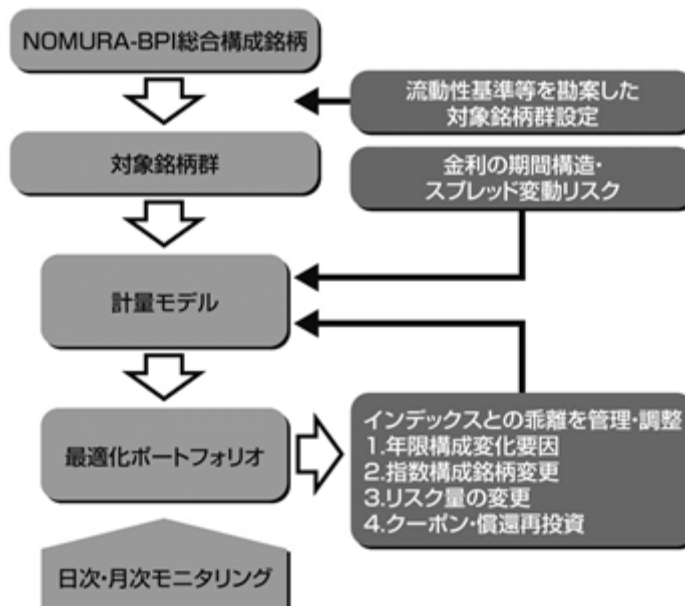 NOMURA-BPI総合構成銘柄
流動性基準等を勘案した
対象銘柄群設定
対象銘柄群
金利の期間構造・
スプレッド変動リスク
計量モデル
最適化ポートフォリオ
インデックスとの乖離を管理・調整
1.年限構成変化要因
2.指数構成銘柄変更
3.リスク量の変更
4.クーポン・償還再投資
日次・月次モニタリング